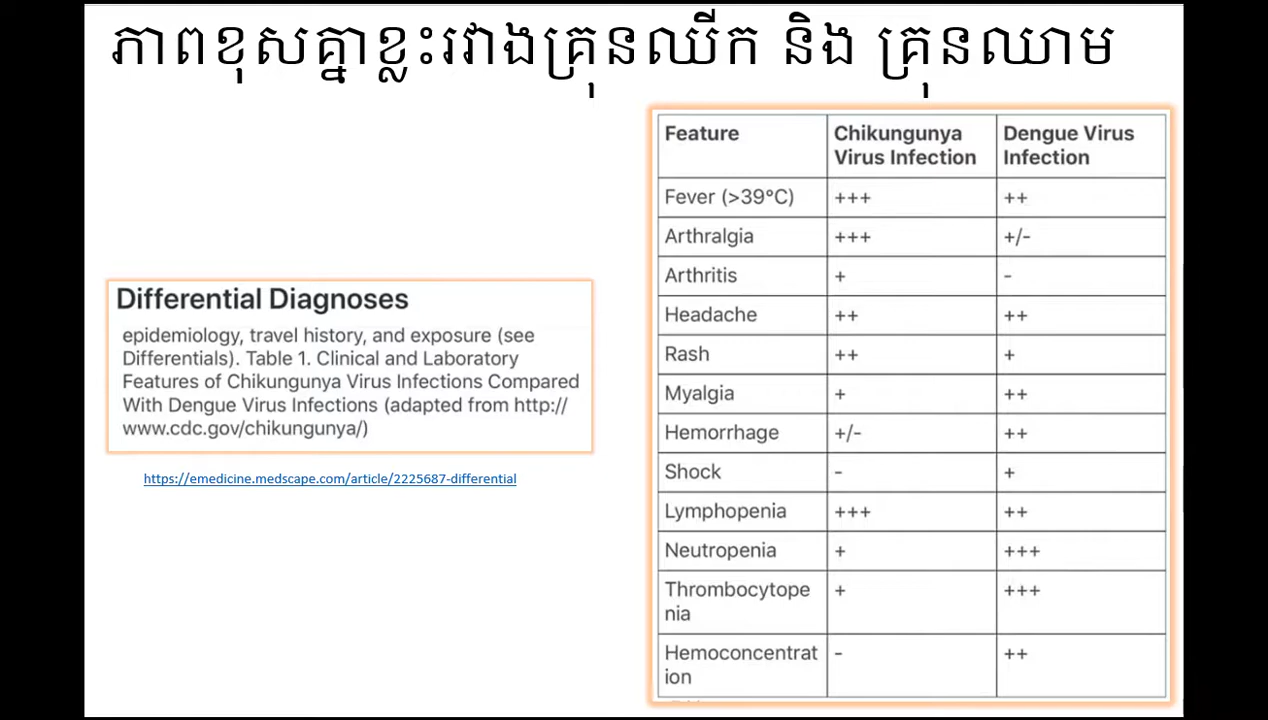 ភាពខុសគ្នាខ្លះរវាងគ្រុនឈីក និង គ្រុនឈាម
Differential Diagnoses
epidemiology, travel history, and exposure (see
Differentials). Table 1. Clinical and Laboratory
Features of Chikungunya Virus Infections Compared
With Dengue Virus Infections (adapted from http://
www.cdc.gov/chikungunya/)
https://emedicine.medscape.com/article/2225687-differential
Feature Chikungunya Dengue Virus
Virus Infection Infection
Fever (>39°C) +++ ++
Arthralgia +++ +/-
Arthritis + -
Headache ++ ++
Rash ++ +
Myalgia + ++
Hemorrhage +/- ++
Shock - +
Lymphopenia +++ ++
Neutropenia + +++
Thrombocytope + +++
nia
Hemoconcentrat - ++
ion